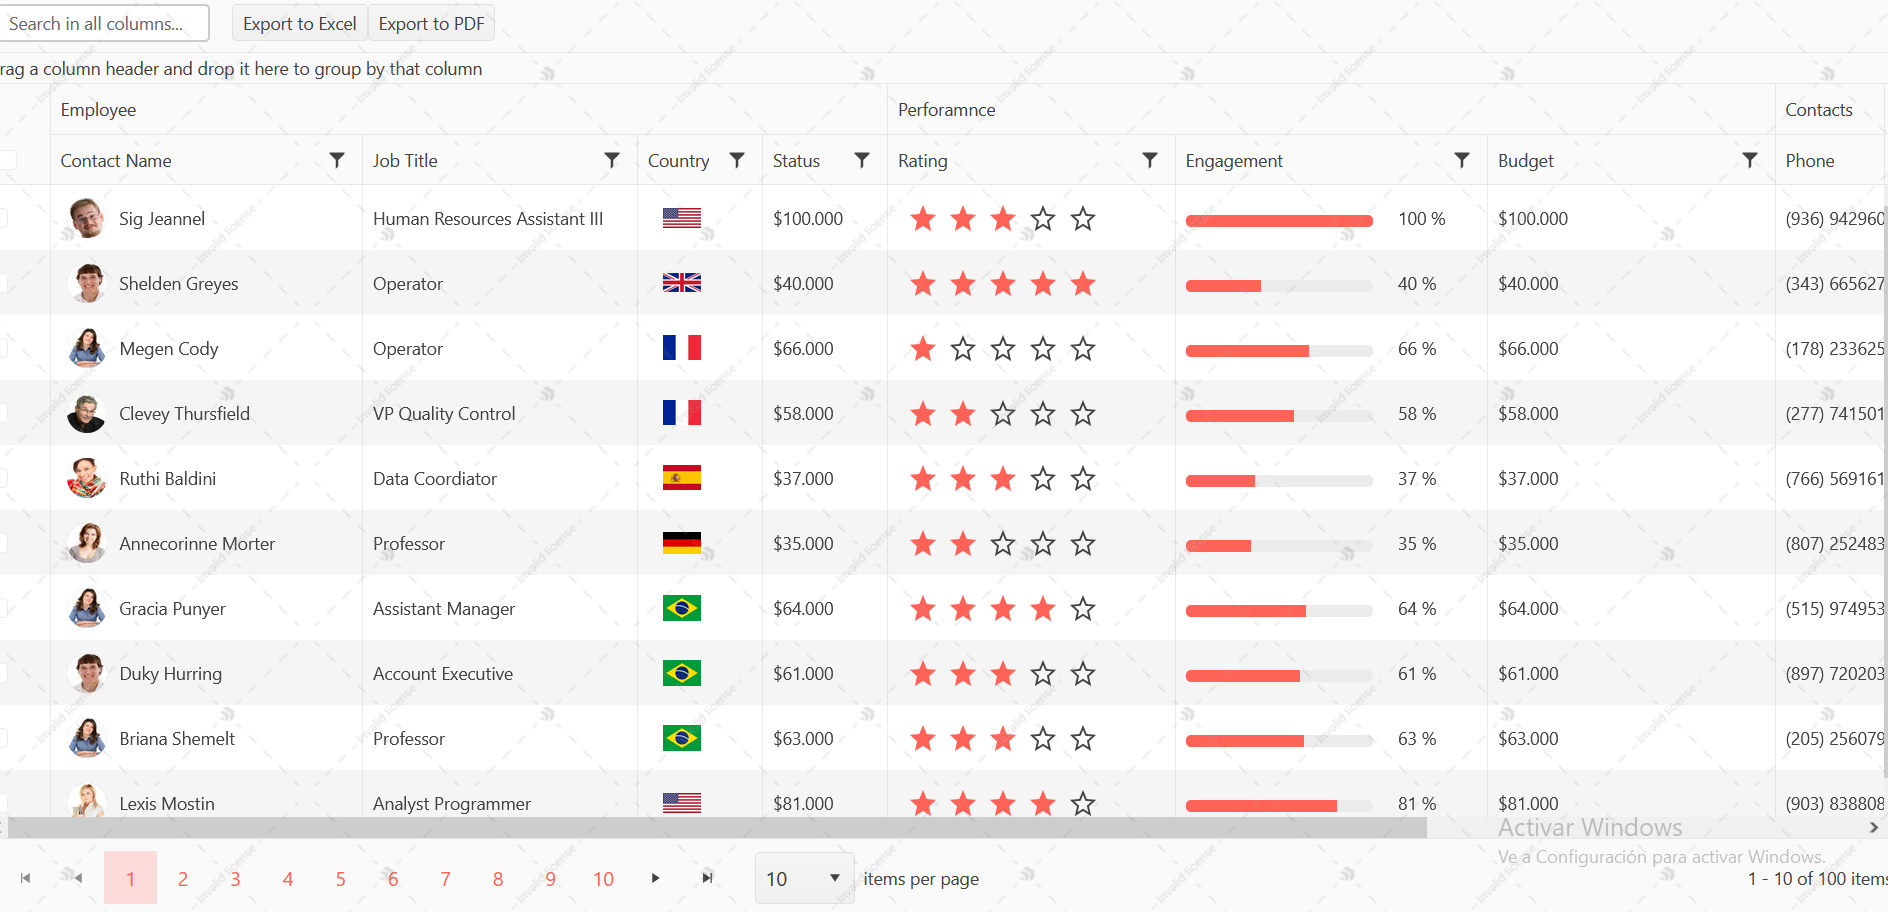 Search in all columns... Export to Excel Export to PDF
rag a column header and drop it here to group by that column
Employee Perforamnce Contacts
Contact Name Job Title Country Status Rating Engagement Budget Phone
Sig Jeannel Human Resources Assistant III $100.000 100 % $100.000 (936) 942960
Shelden Greyes Operator $40.000 40 % $40.000 (343) 665627
Megen Cody Operator $66.000 66 % $66.000 (178) 233625
Clevey Thursfield VP Quality Control $58.000 58 % $58.000 (277) 741501
Ruthi Baldini Data Coordiator $37.000 37 % $37.000 (766) 569161
Annecorinne Morter Professor $35.000 35 % $35.000 (807) 252483
Gracia Punyer Assistant Manager $64.000 64 % $64.000 (515) 974953
Duky Hurring Account Executive $61.000 61 % $61.000 (897) 720203
Briana Shemelt Professor $63.000 63 % $63.000 (205) 256079
Lexis Mostin Analyst Programmer $81.000 81 % $81.000 (903) 838808
Activar Windows
Ve a Configuración para activar Windows.
1 2 3 4 5 6 7 8 9 10 10 items per page 1 - 10 of 100 items
Invalid license